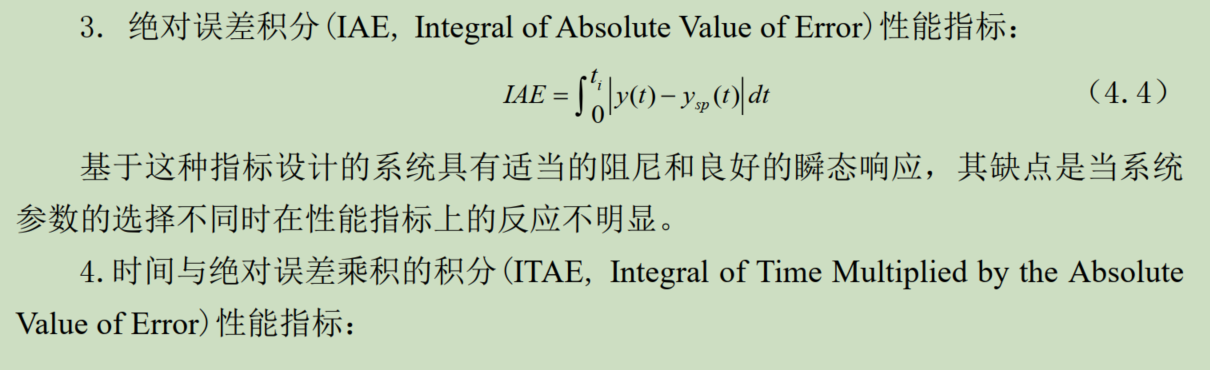 3. 绝对误差积分(IAE, Integral of Absolute Value of Error)性能指标：
IAE = ∫₀^{t_i} |y(t) − y_{sp}(t)| dt （4.4）
基于这种指标设计的系统具有适当的阻尼和良好的瞬态响应，其缺点是当系统
参数的选择不同时在性能指标上的反应不明显。
4.时间与绝对误差乘积的积分(ITAE, Integral of Time Multiplied by the Absolute
Value of Error)性能指标：